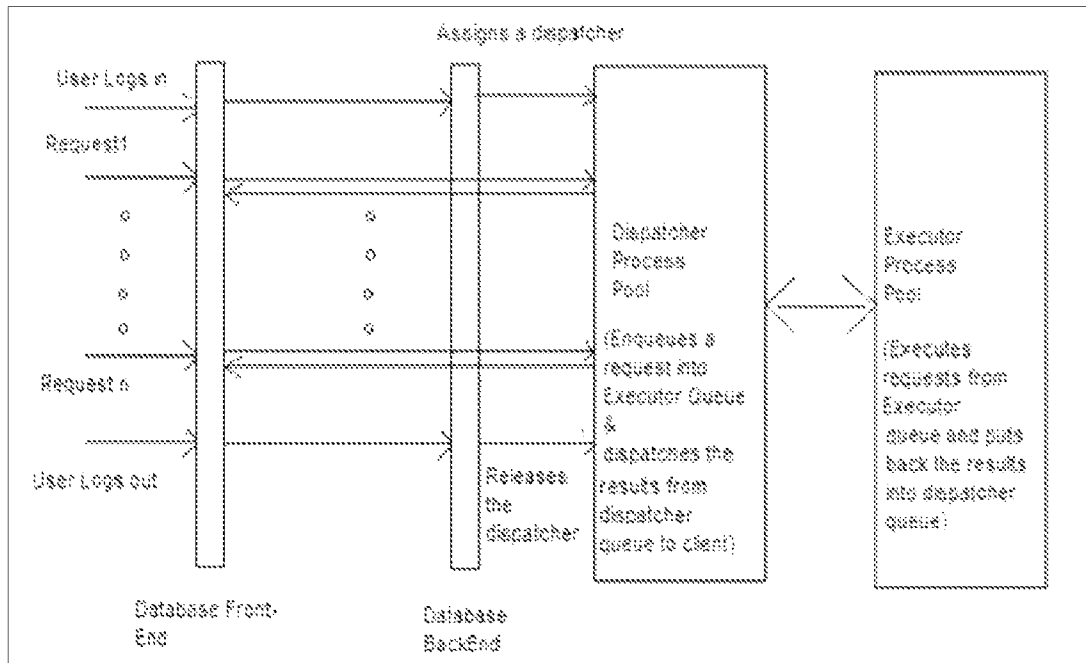 Assigns a dispatcher
User Logs in
Request1
Request n
User Logs out
Releases
the
dispatcher
Dispatcher
Process
Pool
(Enqueues a
request into
Executor Queue
&
dispatches the
results from
dispatcher
queue to client)
Executor
Process
Pool
(Executes
requests from
Executor
queue and puts
back the results
into dispatcher
queue)
Database Front-
End
Database
BackEnd